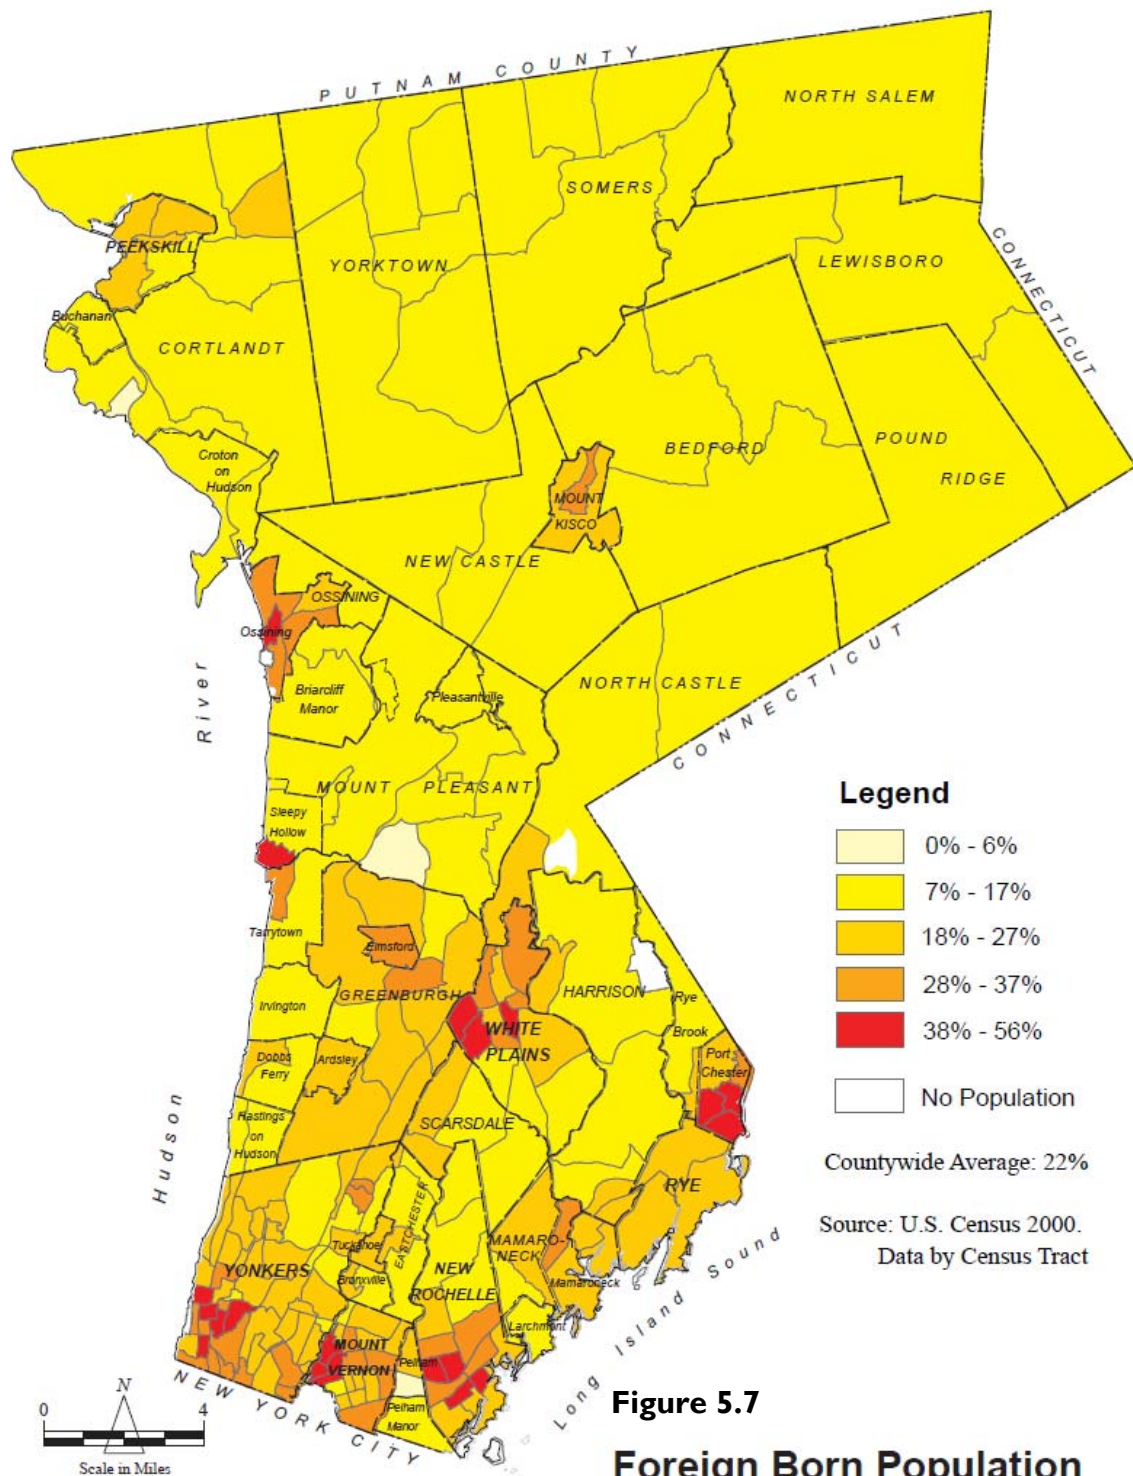 PUTNAM COUNTY
NORTH SALEM
SOMERS
PEEKSKILL
YORKTOWN
LEWISBORO
CONNECTICUT
Buchanan
CORTLANDT
BEDFORD
POUND
RIDGE
Croton
on
Hudson
MOUNT
KISCO
NEW CASTLE
OSSINING
Ossining
River
Briarcliff
Manor
Pleasantville
NORTH CASTLE
CONNECTICUT
MOUNT PLEASANT
Sleepy
Hollow
Tarrytown
Elmsford
GREENBURGH
HARRISON
Irvington
WHITE
PLAINS
Rye
Brook
Port
Chester
Dobbs
Ferry
Ardsley
Hastings
on
Hudson
SCARSDALE
Hudson
RYE
EASTCHESTER
Tuckahoe
MAMARO-
NECK
YONKERS
Bronxville
NEW
ROCHELLE
Mamaroneck
Larchmont
MOUNT
VERNON
Pelham
Pelham
Manor
NEW YORK CITY
Long Island Sound
Legend
0% - 6%
7% - 17%
18% - 27%
28% - 37%
38% - 56%
No Population
Countywide Average: 22%
Source: U.S. Census 2000.
Data by Census Tract
N
0 4
Scale in Miles
Figure 5.7
Foreign Born Population